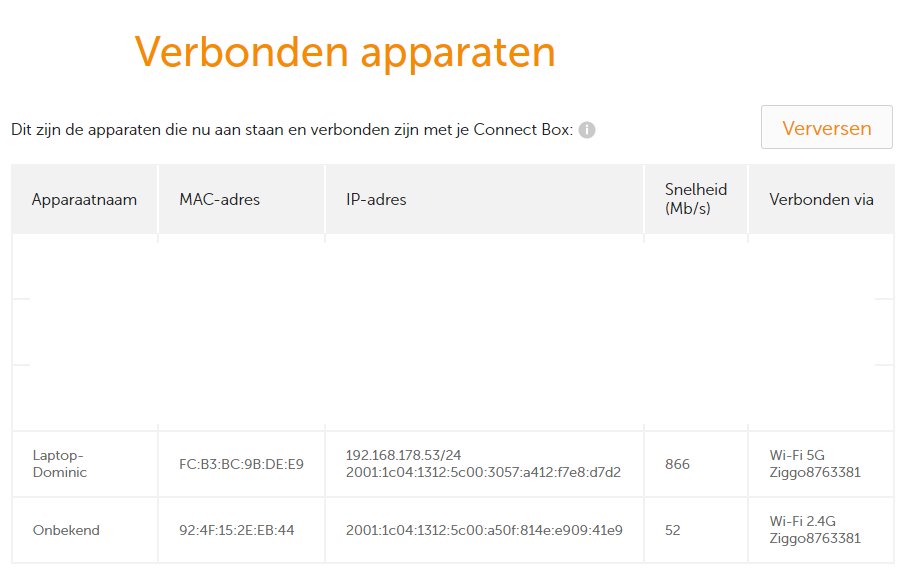 Verbonden apparaten
Dit zijn de apparaten die nu aan staan en verbonden zijn met je Connect Box:
Verversen
Apparaatnaam MAC-adres IP-adres Snelheid (Mb/s) Verbonden via
Laptop-Dominic FC:B3:BC:9B:DE:E9 192.168.178.53/24 2001:1c04:1312:5c00:3057:a412:f7e8:d7d2 866 Wi-Fi 5G Ziggo8763381
Onbekend 92:4F:15:2E:EB:44 2001:1c04:1312:5c00:a50f:814e:e909:41e9 52 Wi-Fi 2.4G Ziggo8763381